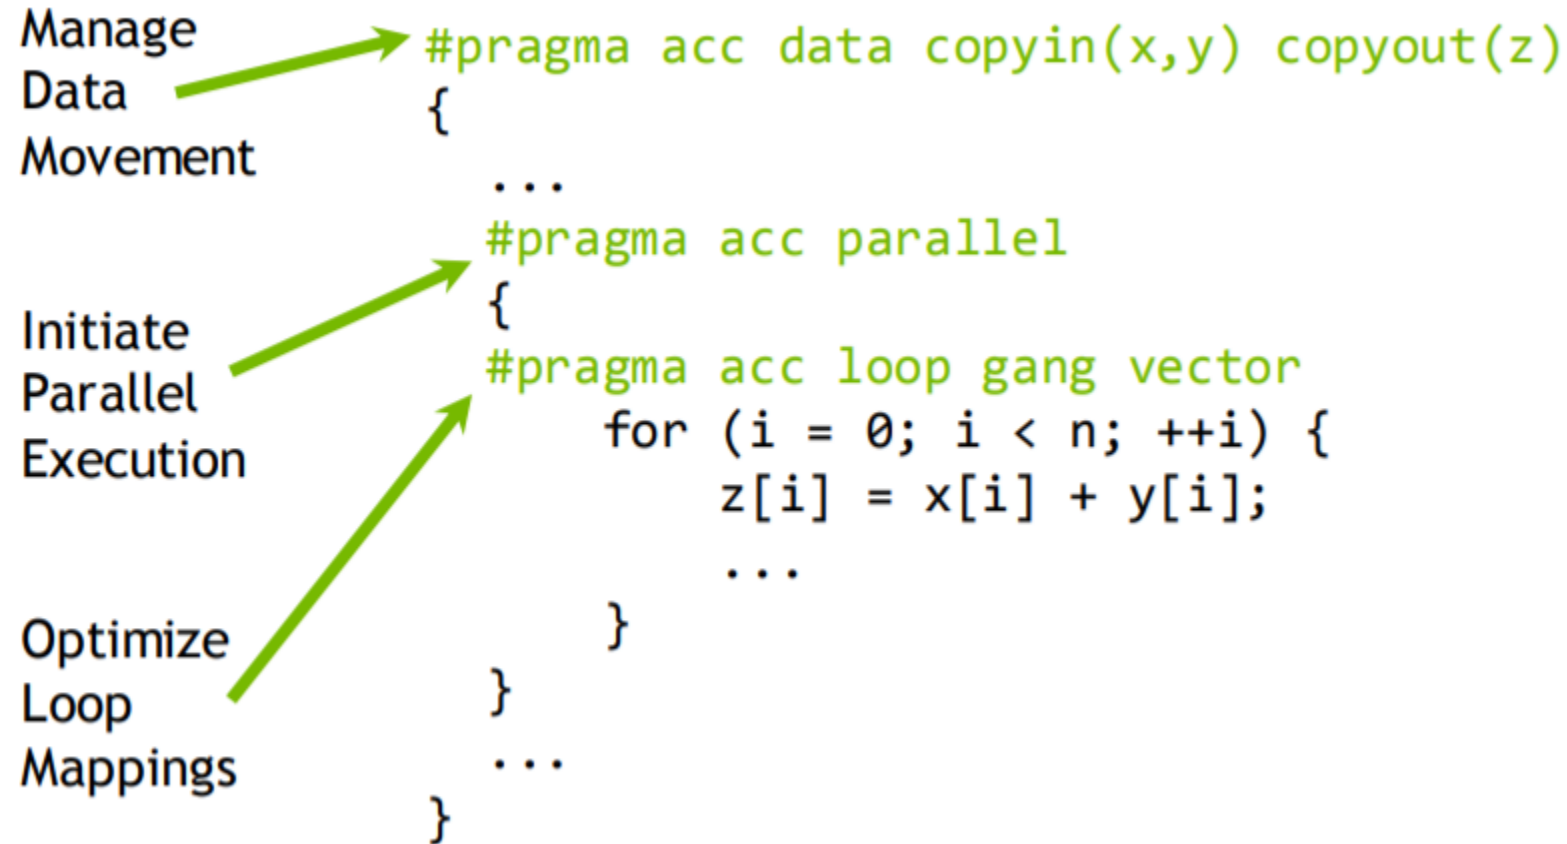 Manage
Data
Movement
#pragma acc data copyin(x,y) copyout(z)
{
...
#pragma acc parallel
{
Initiate
Parallel
Execution
#pragma acc loop gang vector
for (i = 0; i < n; ++i) {
z[i] = x[i] + y[i];
...
}
Optimize
Loop
Mappings
}
...
}